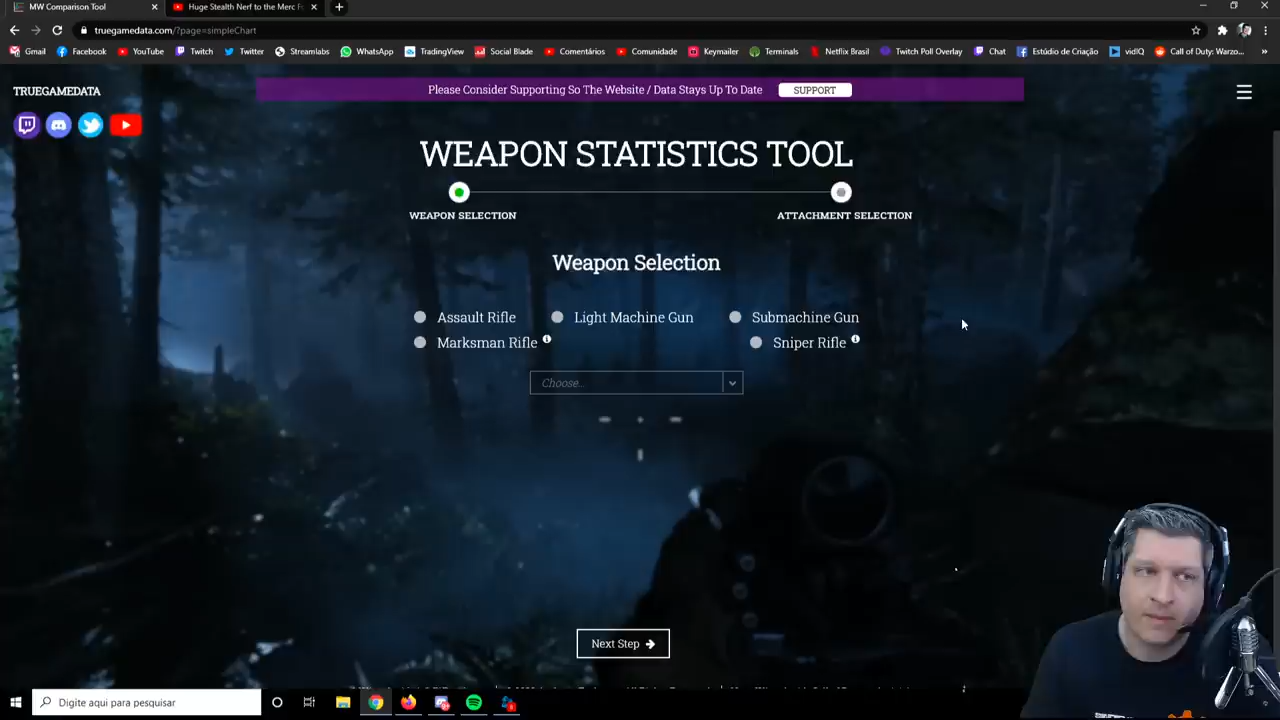 MW Comparison Tool
Huge Stealth Nerf to the Merc F
truegamedata.com/?page=simpleChart
Gmail Facebook YouTube Twitch Twitter Streamlabs WhatsApp TradingView Social Blade Comentários Comunidade Keymailer Terminals Netflix Brasil Twitch Poll Overlay Chat Estúdio de Criação vidIQ Call of Duty: Warzo...
TRUEGAMEDATA
Please Consider Supporting So The Website / Data Stays Up To Date SUPPORT
WEAPON STATISTICS TOOL
WEAPON SELECTION ATTACHMENT SELECTION
Weapon Selection
Assault Rifle Light Machine Gun Submachine Gun
Marksman Rifle Sniper Rifle
Choose...
Next Step
Digite aqui para pesquisar